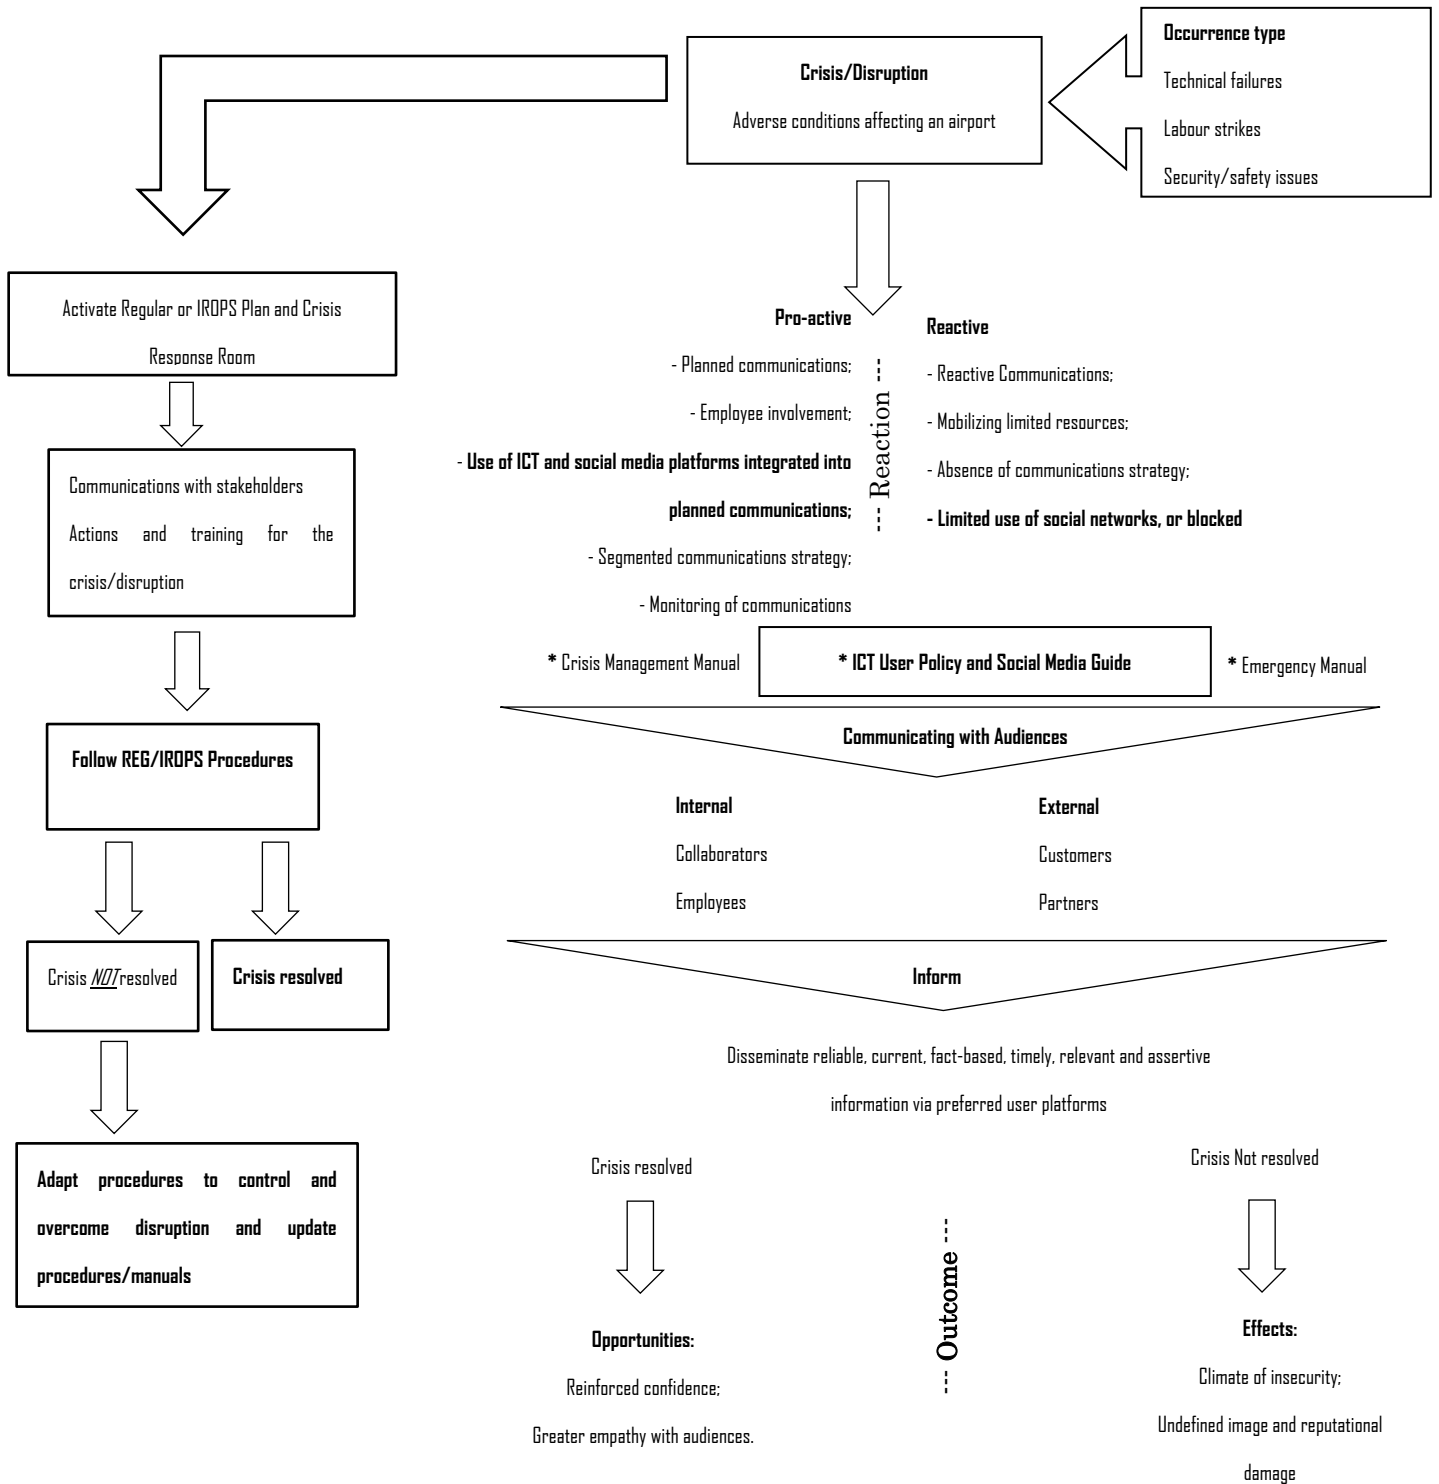 Occurrence type
Technical failures
Labour strikes
Security/safety issues
Crisis/Disruption
Adverse conditions affecting an airport
Activate Regular or IROPS Plan and Crisis
Response Room
Communications with stakeholders
Actions and training for the
crisis/disruption
Follow REG/IROPS Procedures
Crisis NOT resolved
Crisis resolved
Adapt procedures to control and
overcome disruption and update
procedures/manuals
Pro-active
- Planned communications;
- Employee involvement;
- Use of ICT and social media platforms integrated into
planned communications;
- Segmented communications strategy;
- Monitoring of communications
--- Reaction ---
Reactive
- Reactive Communications;
- Mobilizing limited resources;
- Absence of communications strategy;
- Limited use of social networks, or blocked
* Crisis Management Manual
* ICT User Policy and Social Media Guide
* Emergency Manual
Communicating with Audiences
Internal
Collaborators
Employees
External
Customers
Partners
Inform
Disseminate reliable, current, fact-based, timely, relevant and assertive
information via preferred user platforms
Crisis resolved
Opportunities:
Reinforced confidence;
Greater empathy with audiences.
--- Outcome ---
Crisis Not resolved
Effects:
Climate of insecurity;
Undefined image and reputational
damage